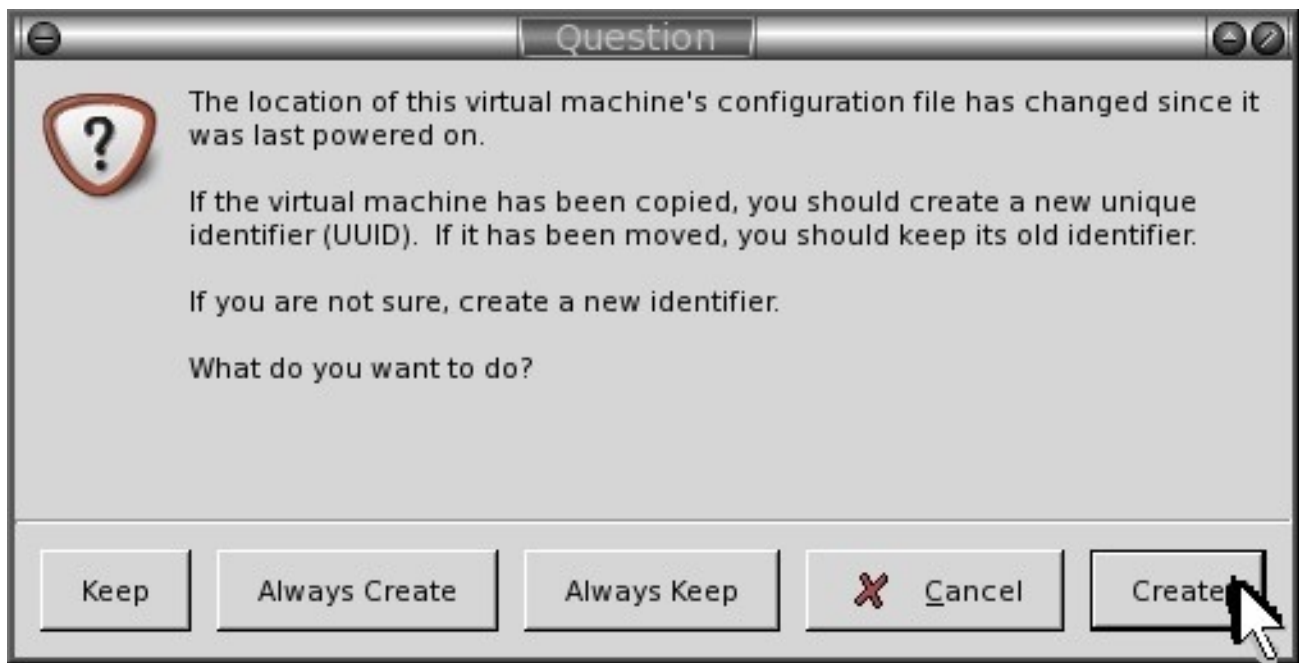 Question
The location of this virtual machine's configuration file has changed since it
was last powered on.
If the virtual machine has been copied, you should create a new unique
identifier (UUID).  If it has been moved, you should keep its old identifier.
If you are not sure, create a new identifier.
What do you want to do?
Keep
Always Create
Always Keep
Cancel
Create